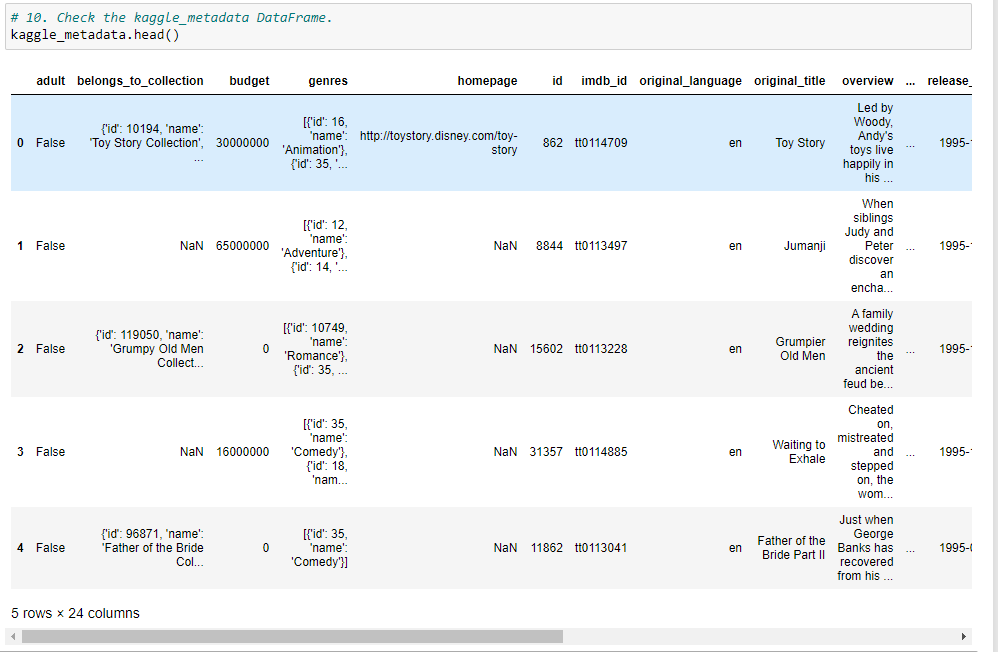 # 10. Check the kaggle_metadata DataFrame.
kaggle_metadata.head()
adult belongs_to_collection budget genres homepage id imdb_id original_language original_title overview ... release_
0 False {'id': 10194, 'name': 'Toy Story Collection', ... 30000000 [{'id': 16, 'name': 'Animation'}, {'id': 35, '... http://toystory.disney.com/toy-story 862 tt0114709 en Toy Story Led by Woody, Andy's toys live happily in his ... ... 1995-
1 False NaN 65000000 [{'id': 12, 'name': 'Adventure'}, {'id': 14, '... NaN 8844 tt0113497 en Jumanji When siblings Judy and Peter discover an encha... ... 1995-
2 False {'id': 119050, 'name': 'Grumpy Old Men Collect... 0 [{'id': 10749, 'name': 'Romance'}, {'id': 35, ... NaN 15602 tt0113228 en Grumpier Old Men A family wedding reignites the ancient feud be... ... 1995-
3 False NaN 16000000 [{'id': 35, 'name': 'Comedy'}, {'id': 18, 'nam... NaN 31357 tt0114885 en Waiting to Exhale Cheated on, mistreated and stepped on, the wom... ... 1995-
4 False {'id': 96871, 'name': 'Father of the Bride Col... 0 [{'id': 35, 'name': 'Comedy'}] NaN 11862 tt0113041 en Father of the Bride Part II Just when George Banks has recovered from his ... ... 1995-
5 rows × 24 columns